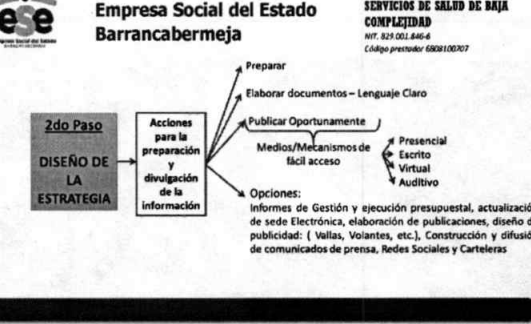 ese
Empresa Social del Estado
Barrancabermeja
SERVICIOS DE SALUD DE BAJA
COMPLEJIDAD
NIT. 829.001.846-6
Código prestador 6808100707
2do Paso
DISEÑO DE
LA
ESTRATEGIA
Acciones
para la
preparación
y
divulgación
de la
información
Preparar
Elaborar documentos – Lenguaje Claro
Publicar Oportunamente
Medios/Mecanismos de
fácil acceso
Presencial
Escrito
Virtual
Auditivo
Opciones:
Informes de Gestión y ejecución presupuestal, actualizació
de sede Electrónica, elaboración de publicaciones, diseño d
publicidad: ( Vallas, Volantes, etc.), Construcción y difusió
de comunicados de prensa, Redes Sociales y Carteleras